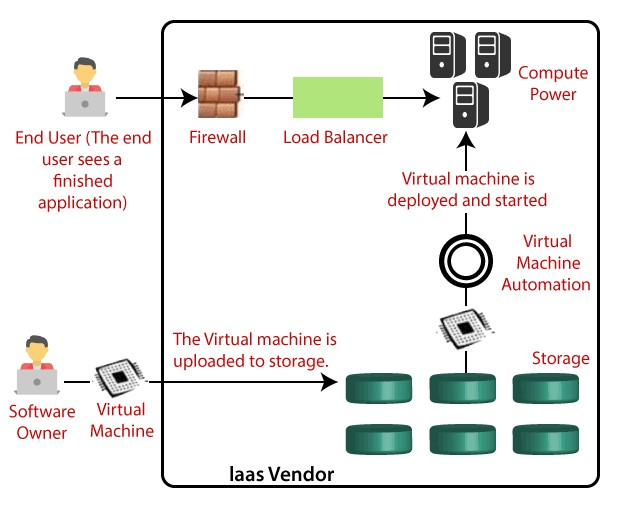 Compute
Power
End User (The end
user sees a
finished
application)
Firewall
Load Balancer
Virtual machine is
deployed and started
Virtual
Machine
Automation
The Virtual machine is
uploaded to storage.
Storage
Software
Owner
Virtual
Machine
Iaas Vendor